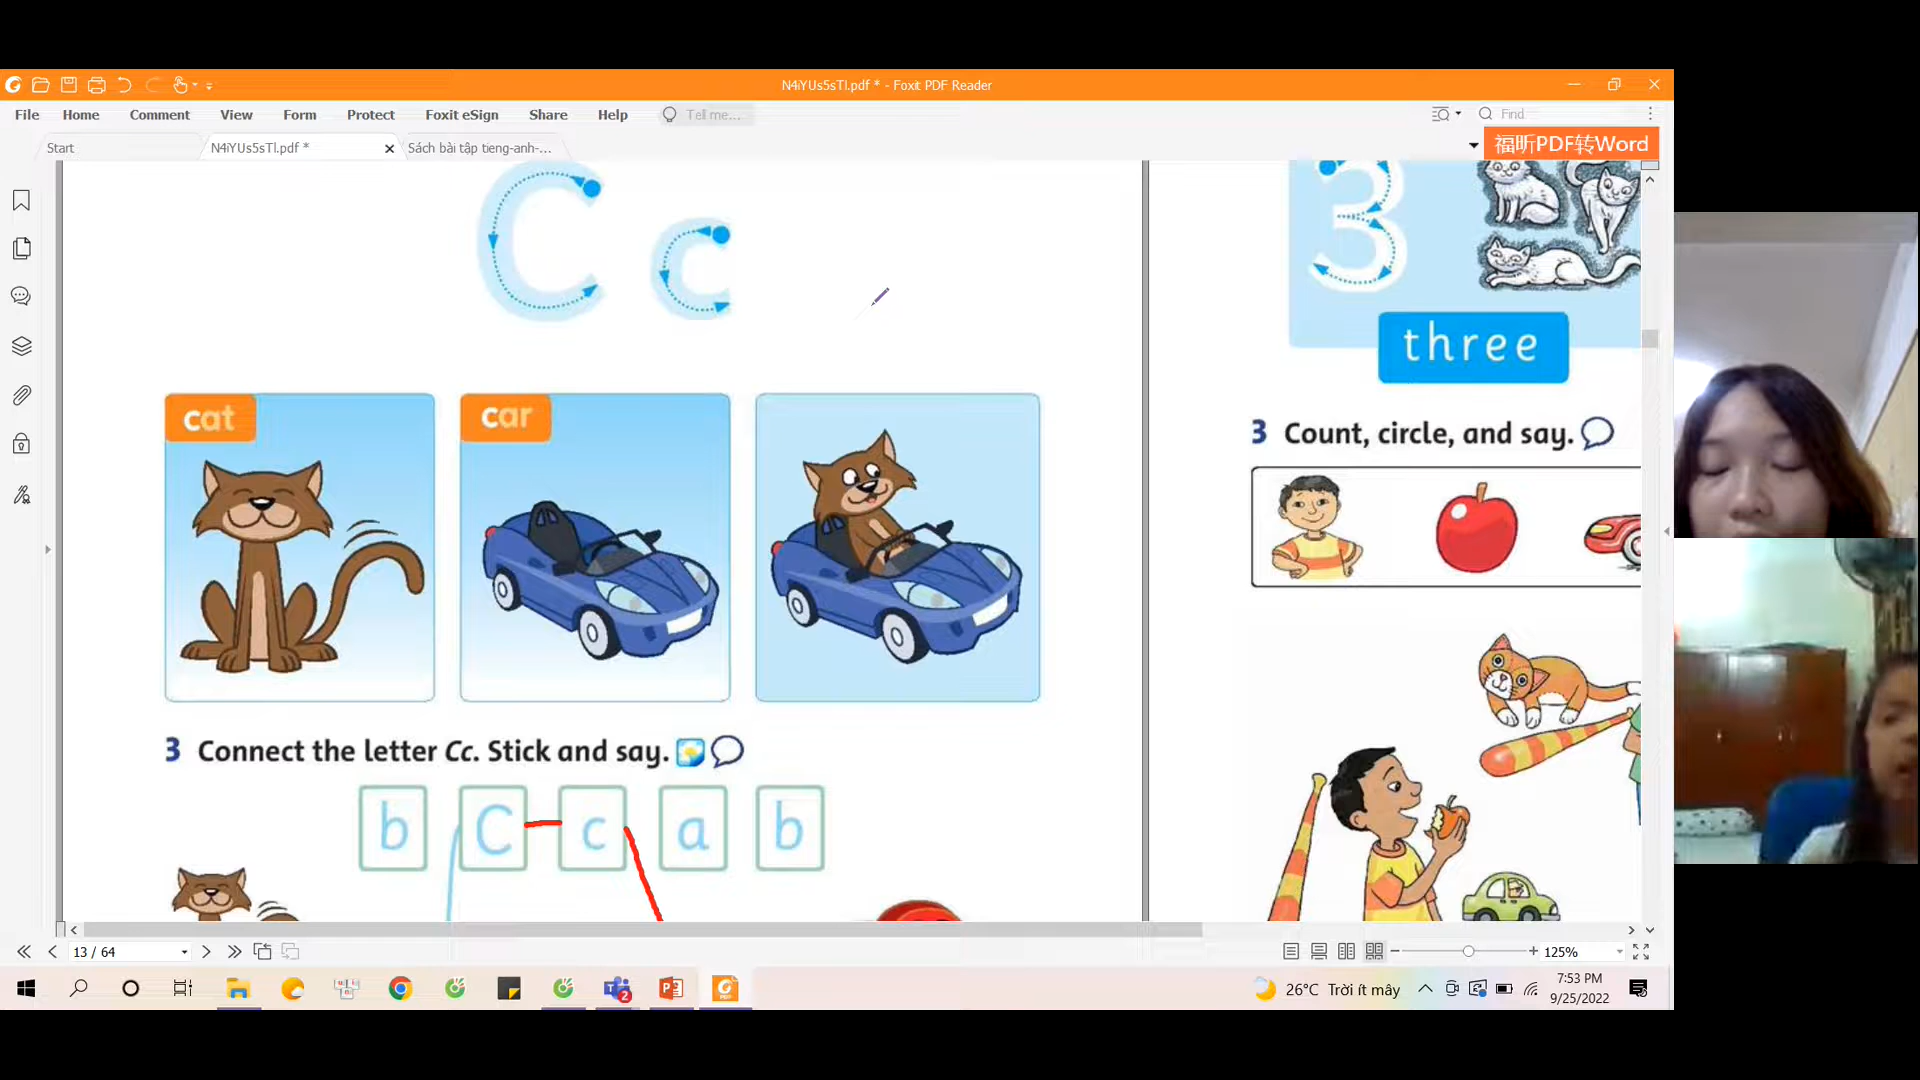 N4iYUs5sTl.pdf * - Foxit PDF Reader
File Home Comment View Form Protect Foxit eSign Share Help Tell me... Find
福昕PDF转Word
Start N4iYUs5sTl.pdf * Sách bài tập tieng-anh-...
C c
3
three
cat
car
3 Count, circle, and say.
3 Connect the letter Cc. Stick and say.
b C c a b
13 / 64
125%
26°C Trời ít mây
7:53 PM
9/25/2022
2